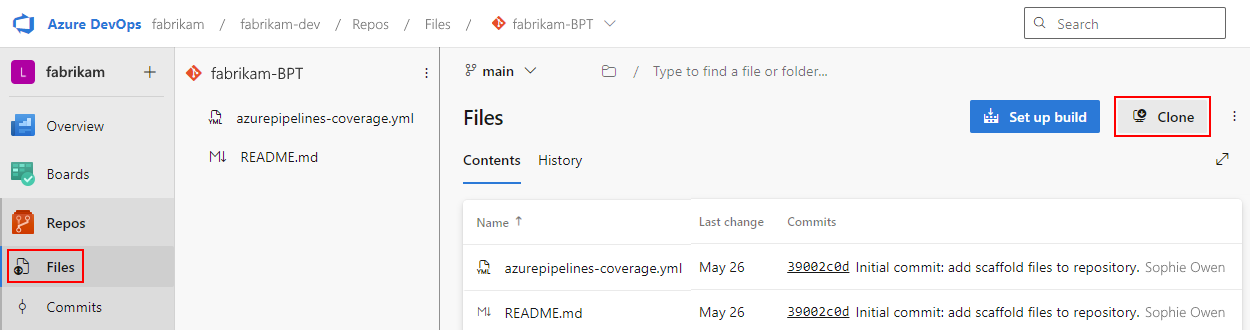 Azure DevOps fabrikam / fabrikam-dev / Repos / Files / fabrikam-BPT Search
L fabrikam +
Overview
Boards
Repos
Files
Commits
fabrikam-BPT
YML azurepipelines-coverage.yml
M↓ README.md
main / Type to find a file or folder...
Files Set up build Clone
Contents History
Name ↑ Last change Commits
YML azurepipelines-coverage.yml May 26 39002c0d Initial commit: add scaffold files to repository. Sophie Owen
M↓ README.md May 26 39002c0d Initial commit: add scaffold files to repository. Sophie Owen